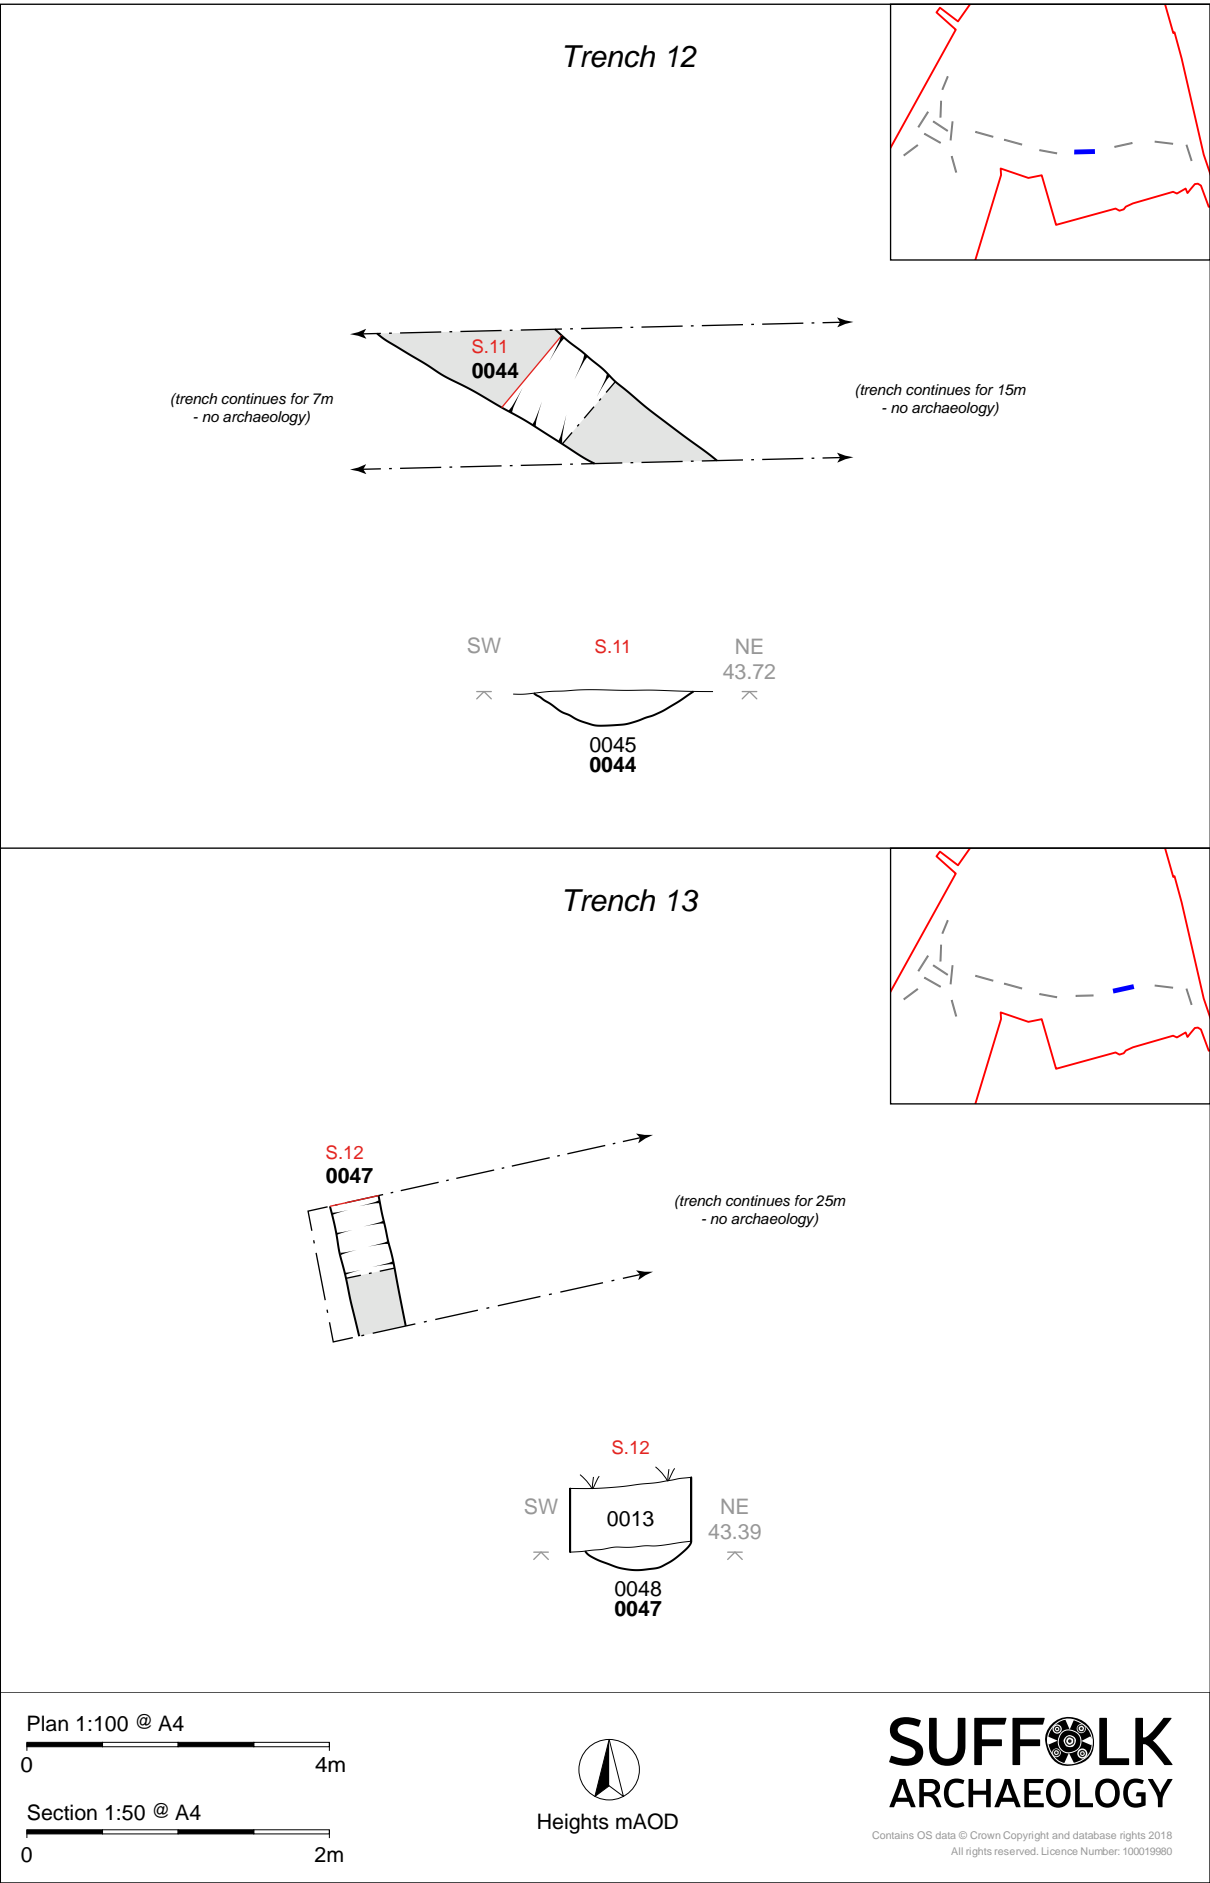 Trench 12
S.11
0044
(trench continues for 7m
- no archaeology)
(trench continues for 15m
- no archaeology)
SW
S.11
NE
43.72
0045
0044
Trench 13
S.12
0047
(trench continues for 25m
- no archaeology)
S.12
SW
0013
NE
43.39
0048
0047
Plan 1:100 @ A4
0 4m
Section 1:50 @ A4
0 2m
Heights mAOD
SUFFOLK
ARCHAEOLOGY
Contains OS data © Crown Copyright and database rights 2018
All rights reserved. Licence Number: 100019980